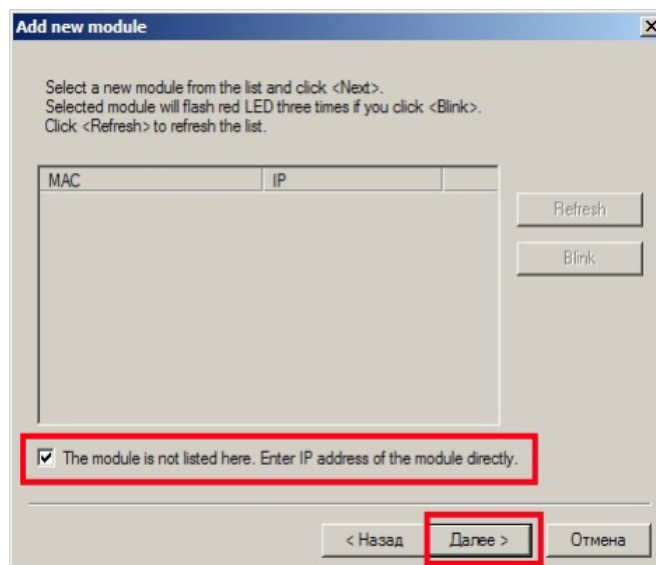 Add new module
Select a new module from the list and click <Next>.
Selected module will flash red LED three times if you click <Blink>.
Click <Refresh> to refresh the list.
MAC IP
Refresh
Blink
The module is not listed here. Enter IP address of the module directly.
< Назад Далее > Отмена